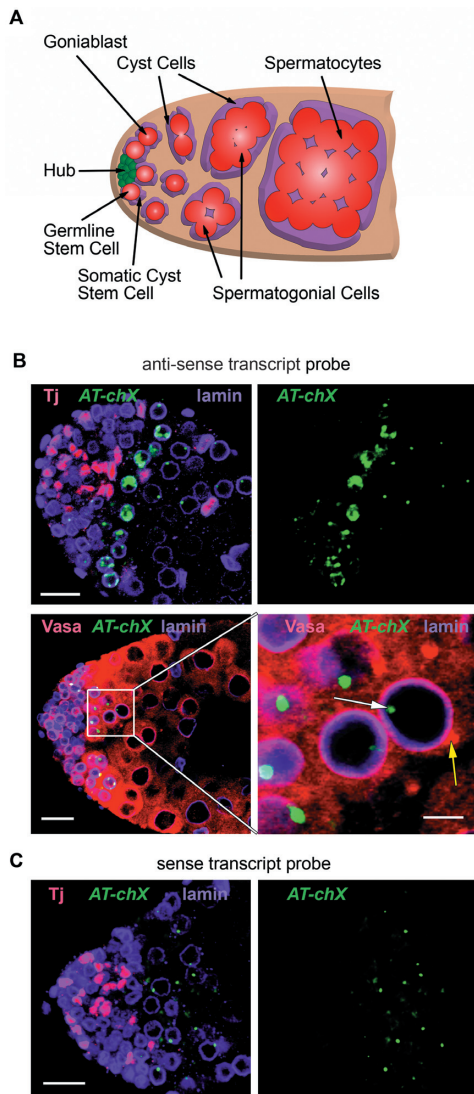 A
Goniablast
Cyst Cells
Spermatocytes
Hub
Germline
Stem Cell
Somatic Cyst
Stem Cell
Spermatogonial Cells
B
anti-sense transcript probe
Tj AT-chX lamin
AT-chX
Vasa AT-chX lamin
Vasa AT-chX lamin
C
sense transcript probe
Tj AT-chX lamin
AT-chX